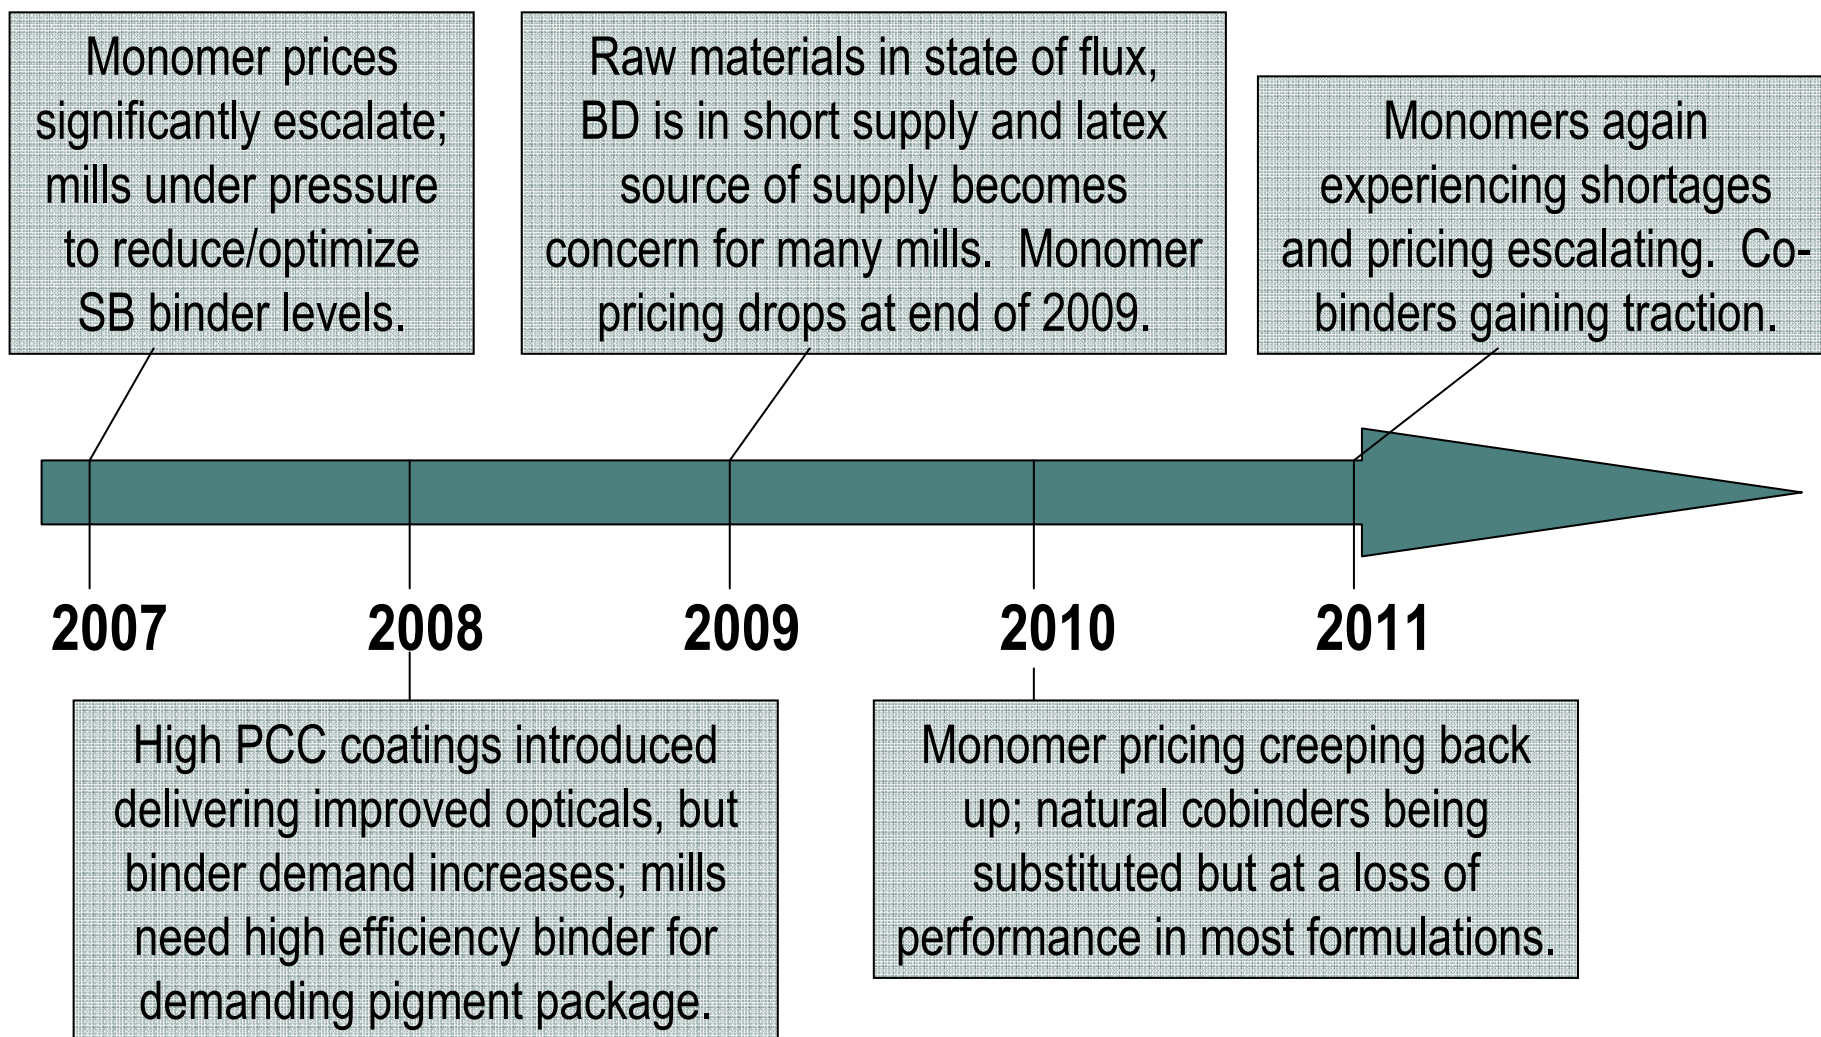 Monomer prices
significantly escalate;
mills under pressure
to reduce/optimize
SB binder levels.
Raw materials in state of flux,
BD is in short supply and latex
source of supply becomes
concern for many mills.  Monomer
pricing drops at end of 2009.
Monomers again
experiencing shortages
and pricing escalating.  Co-
binders gaining traction.
2007
2008
2009
2010
2011
High PCC coatings introduced
delivering improved opticals, but
binder demand increases; mills
need high efficiency binder for
demanding pigment package.
Monomer pricing creeping back
up; natural cobinders being
substituted but at a loss of
performance in most formulations.